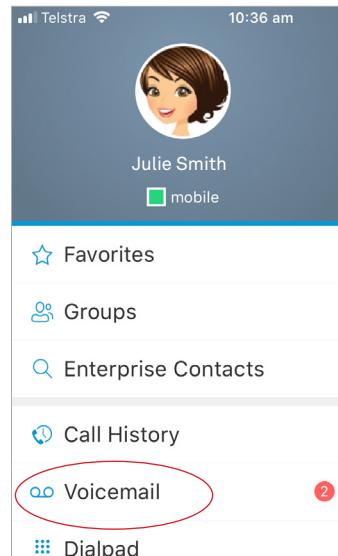 Telstra 10:36 am
Julie Smith
mobile
Favorites
Groups
Enterprise Contacts
Call History
Voicemail 2
Dialpad